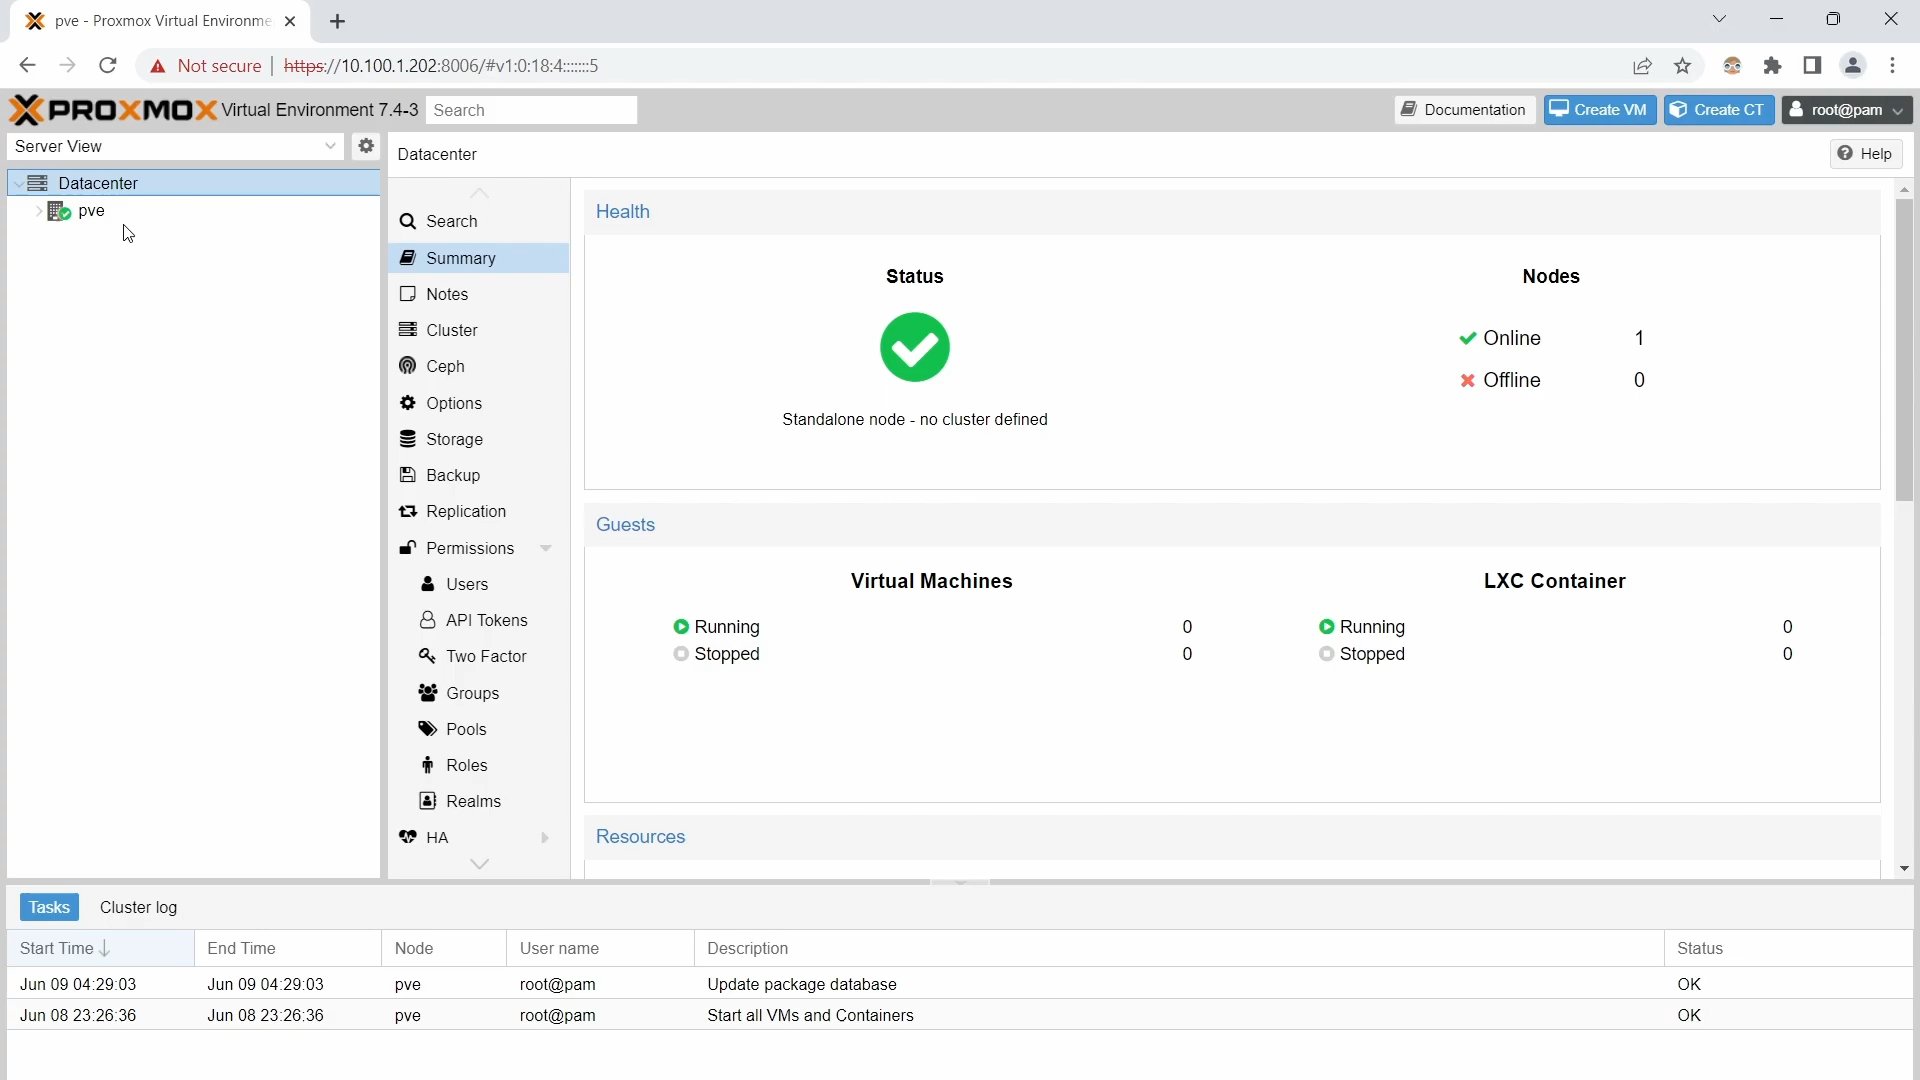 pve - Proxmox Virtual Environme
Not secure
https://10.100.1.202:8006/#v1:0:18:4:::::::5
PROXMOX Virtual Environment 7.4-3
Search
Documentation
Create VM
Create CT
root@pam
Server View
Datacenter
Help
Datacenter
pve
Search
Summary
Notes
Cluster
Ceph
Options
Storage
Backup
Replication
Permissions
Users
API Tokens
Two Factor
Groups
Pools
Roles
Realms
HA
Health
Status
Standalone node - no cluster defined
Nodes
Online 1
Offline 0
Guests
Virtual Machines
Running 0
Stopped 0
LXC Container
Running 0
Stopped 0
Resources
Tasks
Cluster log
Start Time End Time Node User name Description Status
Jun 09 04:29:03 Jun 09 04:29:03 pve root@pam Update package database OK
Jun 08 23:26:36 Jun 08 23:26:36 pve root@pam Start all VMs and Containers OK